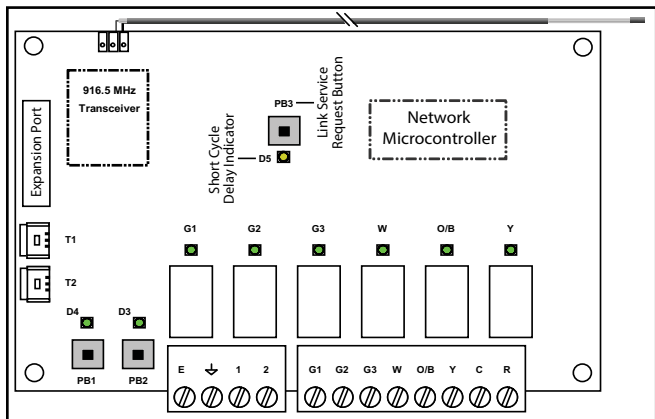 916.5 MHz
Transceiver
Expansion Port
PB3
Link Service
Request Button
Short Cycle
Delay Indicator
D5
Network
Microcontroller
T1
T2
G1 G2 G3 W O/B Y
D4 D3
PB1 PB2
E 1 2
G1 G2 G3 W O/B Y C R